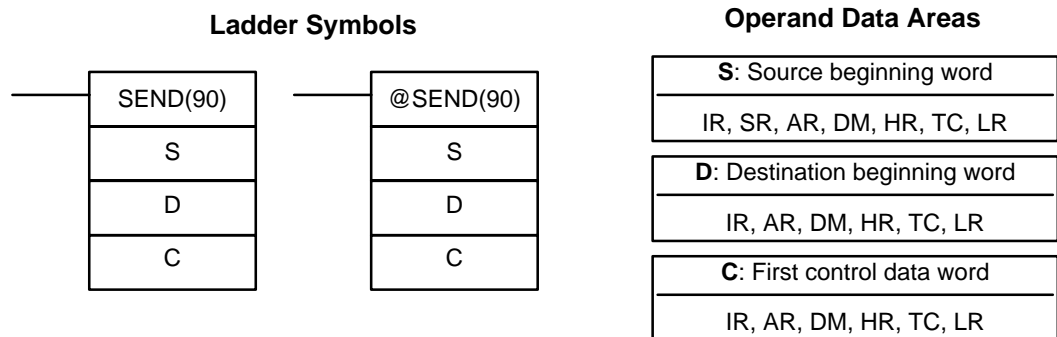 Ladder Symbols
SEND(90)
S
D
C
@SEND(90)
S
D
C
Operand Data Areas
S: Source beginning word
IR, SR, AR, DM, HR, TC, LR
D: Destination beginning word
IR, AR, DM, HR, TC, LR
C: First control data word
IR, AR, DM, HR, TC, LR